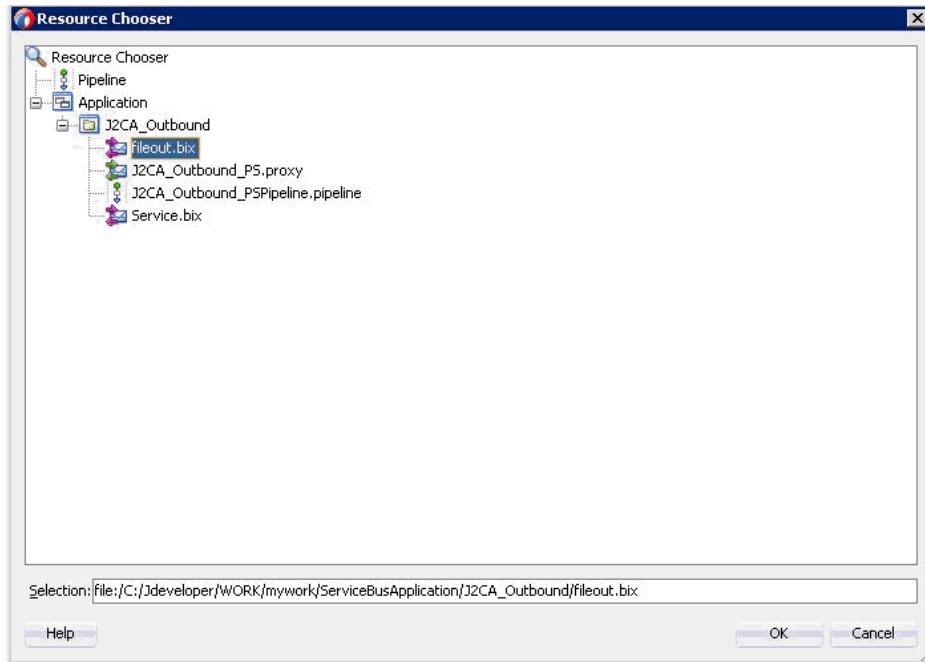 Resource Chooser
Resource Chooser
Pipeline
Application
J2CA_Outbound
fileout.bix
J2CA_Outbound_PS.proxy
J2CA_Outbound_PSPipeline.pipeline
Service.bix
Selection: file:/C:/Jdeveloper/WORK/mywork/ServiceBusApplication/J2CA_Outbound/fileout.bix
Help OK Cancel